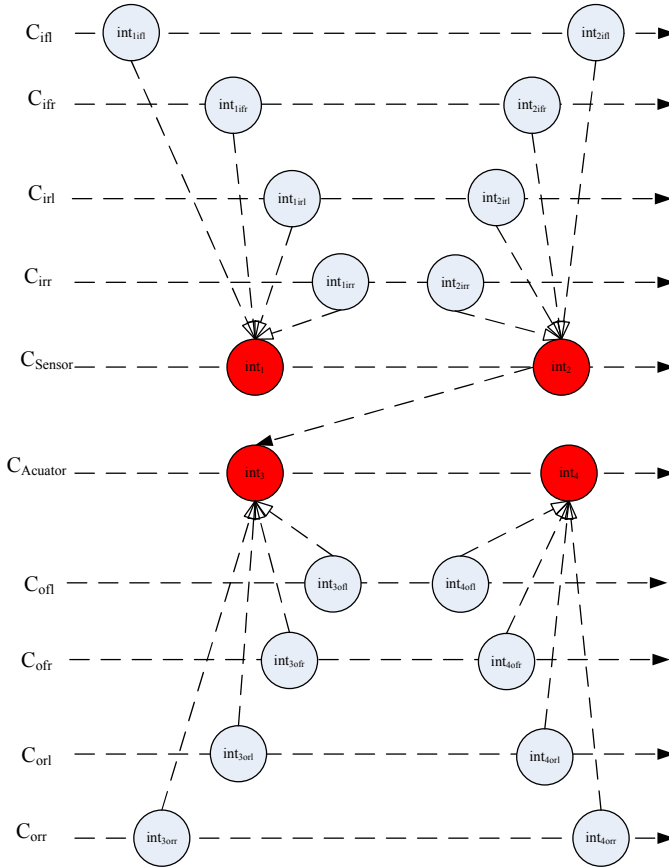 C_ifl int_1ifl int_2ifl
C_ifr int_1ifr int_2ifr
C_irl int_1irl int_2irl
C_irr int_1irr int_2irr
C_Sensor int_1 int_2
C_Acuator int_3 int_4
C_ofl int_3ofl int_4ofl
C_ofr int_3ofr int_4ofr
C_orl int_3orl int_4orl
C_orr int_3orr int_4orr